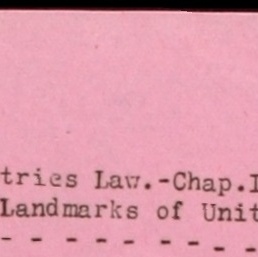 tries Law.-Chap.I
Landmarks of Unit
- - - - - - - - -